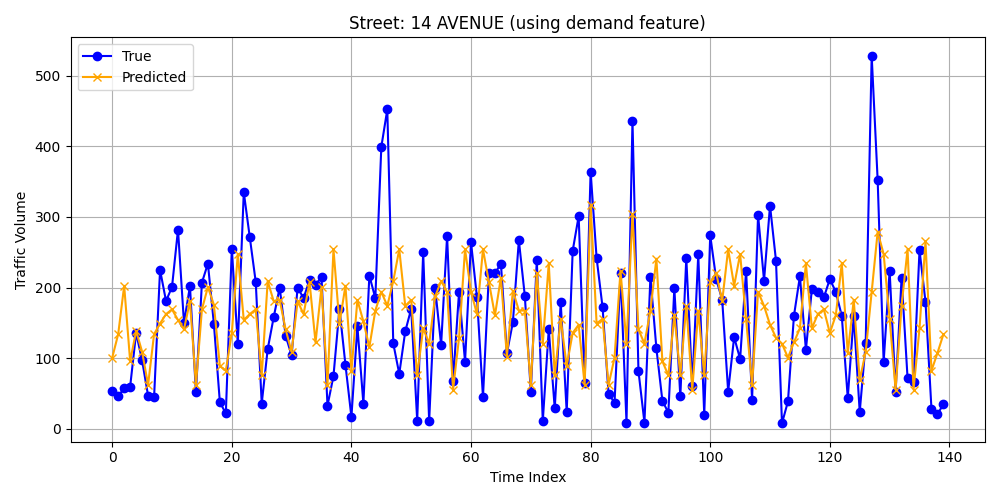 Street: 14 AVENUE (using demand feature)
True
Predicted
Traffic Volume
500
400
300
200
100
0
0 20 40 60 80 100 120 140
Time Index